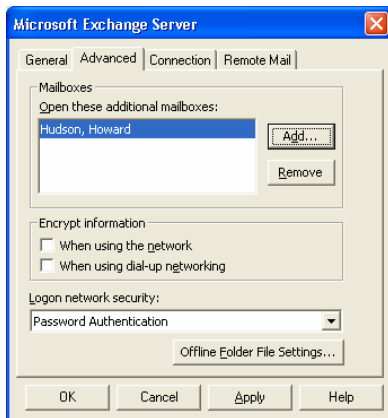 Microsoft Exchange Server
General Advanced Connection Remote Mail
Mailboxes
Open these additional mailboxes:
Hudson, Howard
Add...
Remove
Encrypt information
When using the network
When using dial-up networking
Logon network security:
Password Authentication
Offline Folder File Settings...
OK Cancel Apply Help